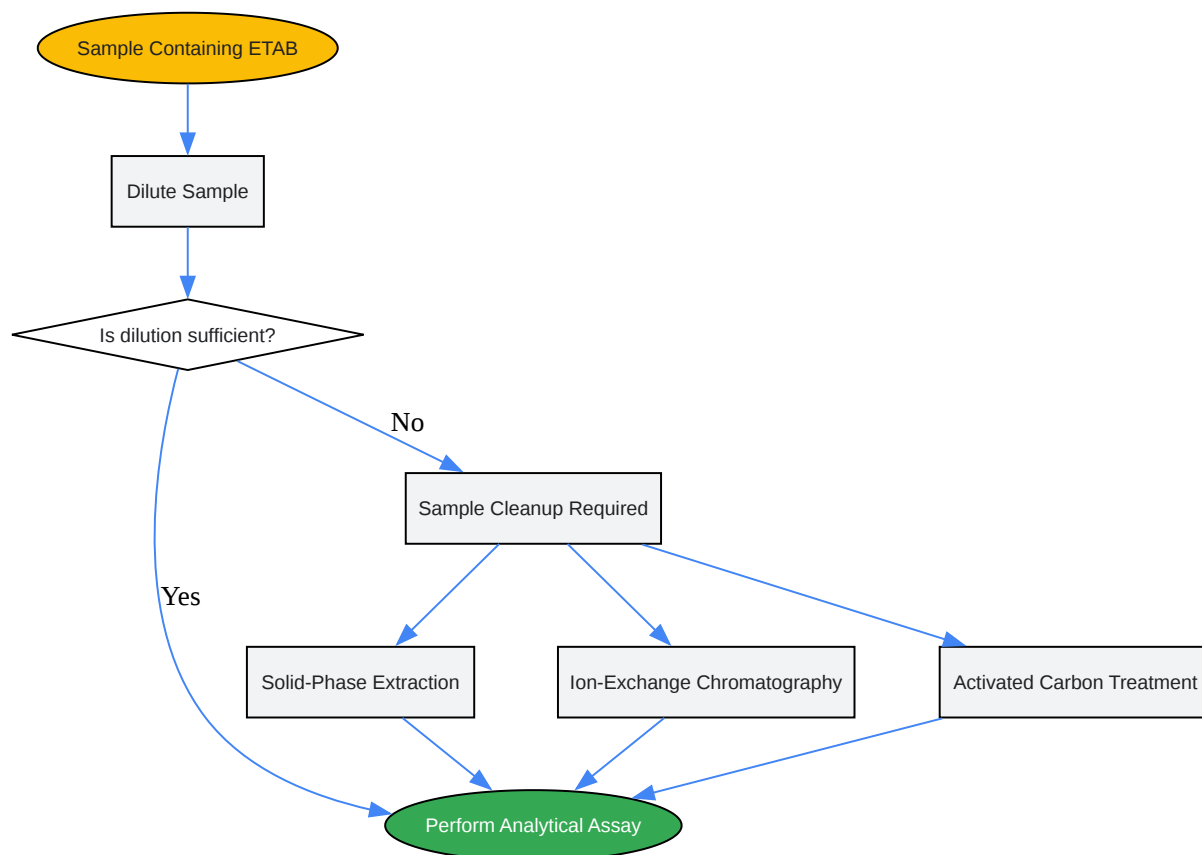 Sample Containing ETAB
Dilute Sample
Is dilution sufficient?
No
Sample Cleanup Required
Yes
Solid-Phase Extraction
Ion-Exchange Chromatography
Activated Carbon Treatment
Perform Analytical Assay